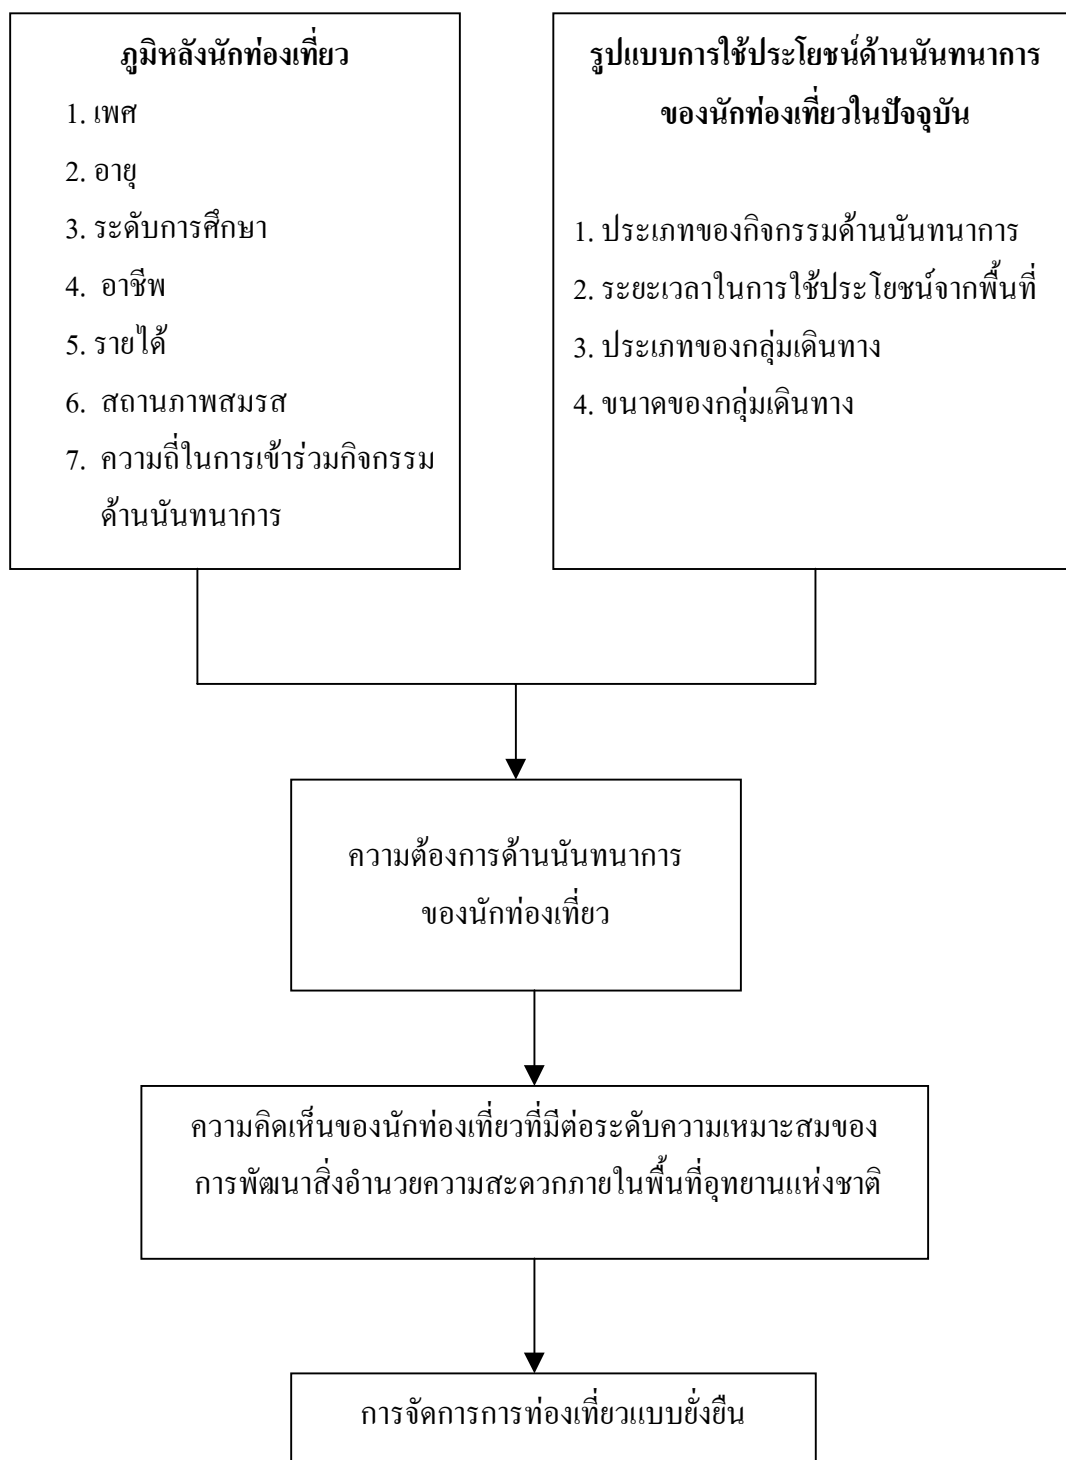 ภูมิหลังนักท่องเที่ยว
1. เพศ
2. อายุ
3. ระดับการศึกษา
4. อาชีพ
5. รายได้
6. สถานภาพสมรส
7. ความถี่ในการเข้าร่วมกิจกรรม
ด้านนันทนาการ
รูปแบบการใช้ประโยชน์ด้านนันทนาการ
ของนักท่องเที่ยวในปัจจุบัน
1. ประเภทของกิจกรรมด้านนันทนาการ
2. ระยะเวลาในการใช้ประโยชน์จากพื้นที่
3. ประเภทของกลุ่มเดินทาง
4. ขนาดของกลุ่มเดินทาง
ความต้องการด้านนันทนาการ
ของนักท่องเที่ยว
ความคิดเห็นของนักท่องเที่ยวที่มีต่อระดับความเหมาะสมของ
การพัฒนาสิ่งอำนวยความสะดวกภายในพื้นที่อุทยานแห่งชาติ
การจัดการการท่องเที่ยวแบบยั่งยืน